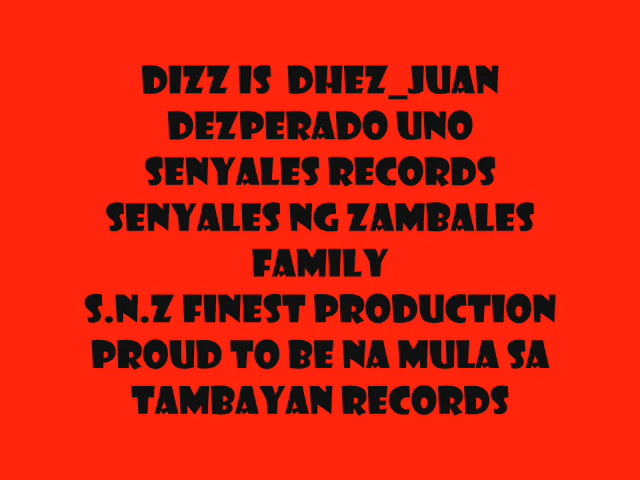 DIZZ IS DHEZ_JUAN
DEZPERADO UNO
SENYALES RECORDS
SENYALES NG ZAMBALES
FAMILY
S.N.Z FINEST PRODUCTION
PROUD TO BE NA MULA SA
TAMBAYAN RECORDS